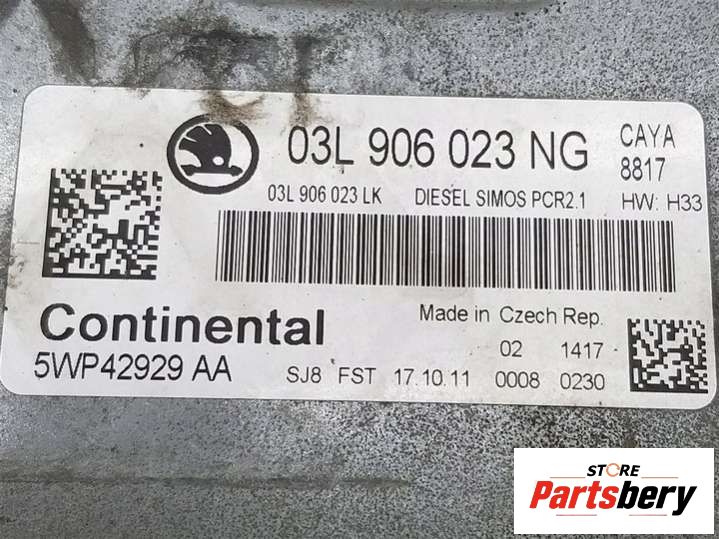 03L 906 023 NG CAYA
8817
03L 906 023 LK DIESEL SIMOS PCR2.1 HW: H33
Continental Made in Czech Rep.
02 1417
5WP42929 AA SJ8 FST 17.10.11 0008 0230
STORE
Partsbery